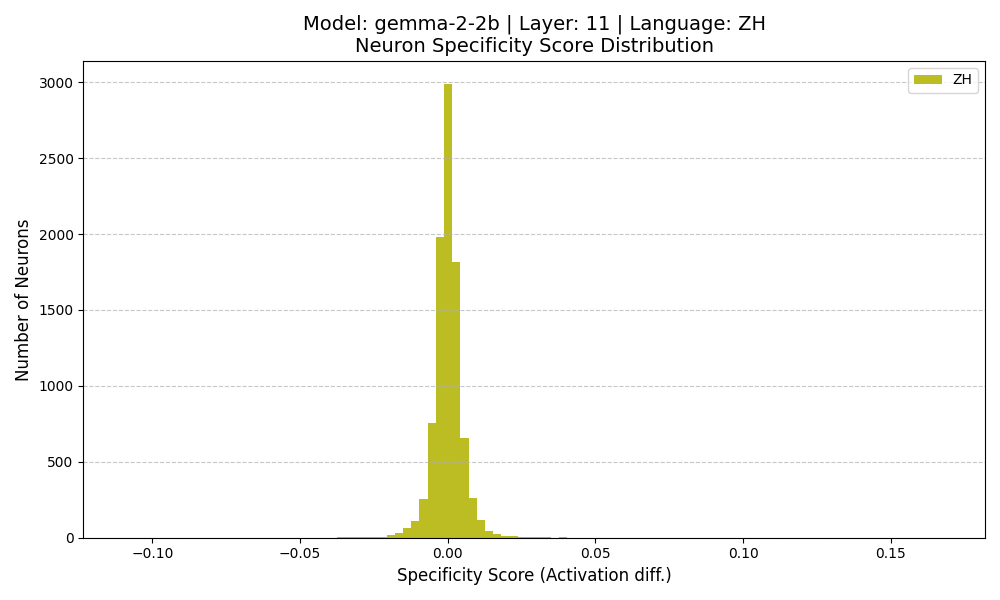 Model: gemma-2-2b | Layer: 11 | Language: ZH
Neuron Specificity Score Distribution
ZH
3000
2500
2000
1500
1000
500
0
Number of Neurons
−0.10
−0.05
0.00
0.05
0.10
0.15
Specificity Score (Activation diff.)